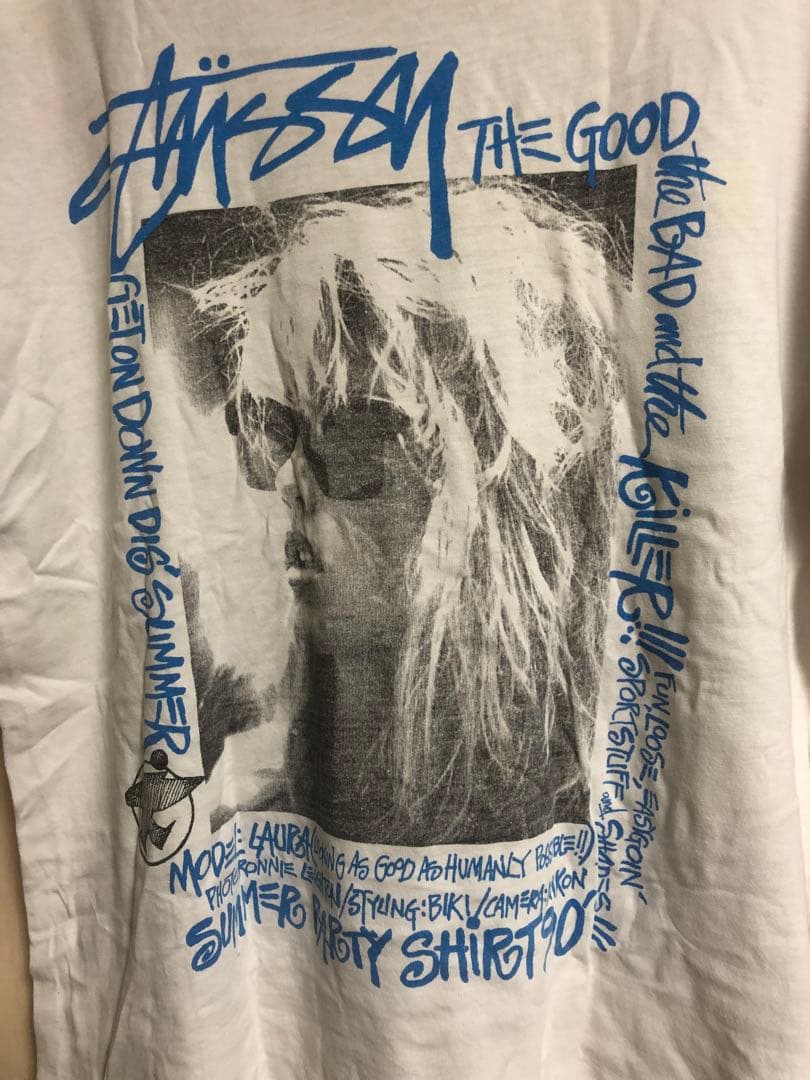 STÜSSY
THE GOOD
the BAD and the
KILLER!!!
FUN, LOOSE, EASYGOIN'
SPORTSTUFF and SHADES!!!
GET ON DOWN DIG SUMMER
MODEL: LAURA (LOOKING AS GOOD AS HUMANLY POSSIBLE!!)
PHOTO: RONNIE /STYLING: BIKI/CAMERA: NIKON
SUMMER PARTY SHIRT 90'